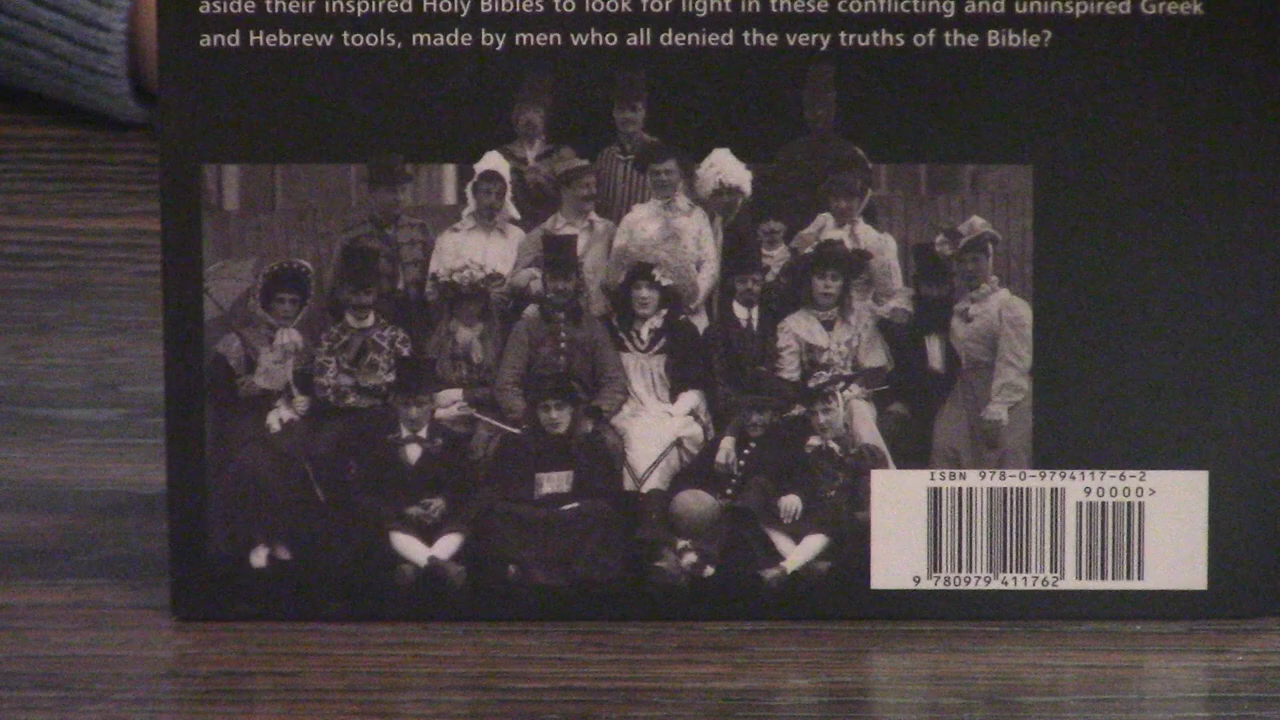 aside their inspired Holy Bibles to look for light in these conflicting and uninspired Greek
and Hebrew tools, made by men who all denied the very truths of the Bible?
ISBN 978-0-9794117-6-2
90000>
9 780979 411762